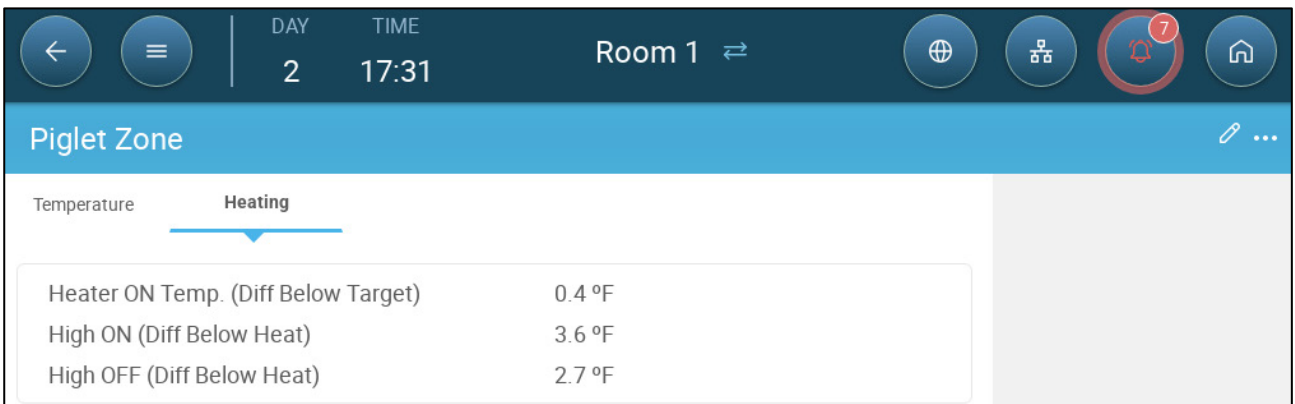 DAY TIME
2 17:31
Room 1
7
Piglet Zone
Temperature Heating
Heater ON Temp. (Diff Below Target) 0.4 ºF
High ON (Diff Below Heat) 3.6 ºF
High OFF (Diff Below Heat) 2.7 ºF